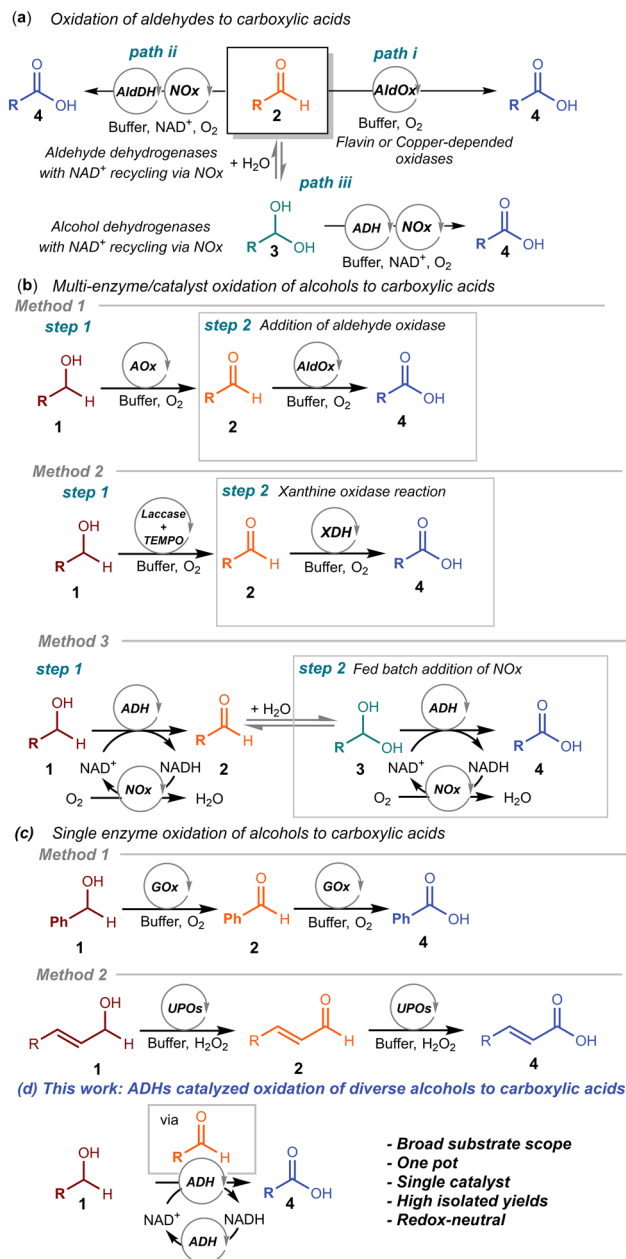 (a) Oxidation of aldehydes to carboxylic acids
path ii
path i
O
R
OH
4
AldDH
NOx
Buffer, NAD+, O2
O
R
H
2
AldOx
Buffer, O2
Flavin or Copper-depended
oxidases
O
R
OH
4
Aldehyde dehydrogenases
with NAD+ recycling via NOx
+ H2O
path iii
Alcohol dehydrogenases
with NAD+ recycling via NOx
OH
R
OH
3
ADH
NOx
Buffer, NAD+, O2
O
R
OH
4
(b) Multi-enzyme/catalyst oxidation of alcohols to carboxylic acids
Method 1
step 1
step 2 Addition of aldehyde oxidase
OH
R
H
1
AOx
Buffer, O2
O
R
H
2
AldOx
Buffer, O2
O
R
OH
4
Method 2
step 1
step 2 Xanthine oxidase reaction
OH
R
H
1
Laccase
+
TEMPO
Buffer, O2
O
R
H
2
XDH
Buffer, O2
O
R
OH
4
Method 3
step 1
step 2 Fed batch addition of NOx
OH
R
H
1
ADH
NAD+
NADH
O2
NOx
H2O
O
R
H
2
+ H2O
OH
R
OH
3
ADH
NAD+
NADH
O2
NOx
H2O
O
R
OH
4
(c) Single enzyme oxidation of alcohols to carboxylic acids
Method 1
OH
Ph
H
1
GOx
Buffer, O2
O
Ph
H
2
GOx
Buffer, O2
O
Ph
OH
4
Method 2
OH
R
H
1
UPOs
Buffer, H2O2
O
R
H
2
UPOs
Buffer, H2O2
O
R
OH
4
(d) This work: ADHs catalyzed oxidation of diverse alcohols to carboxylic acids
OH
R
H
1
via
O
R
H
ADH
NAD+
NADH
ADH
O
R
OH
4
- Broad substrate scope
- One pot
- Single catalyst
- High isolated yields
- Redox-neutral